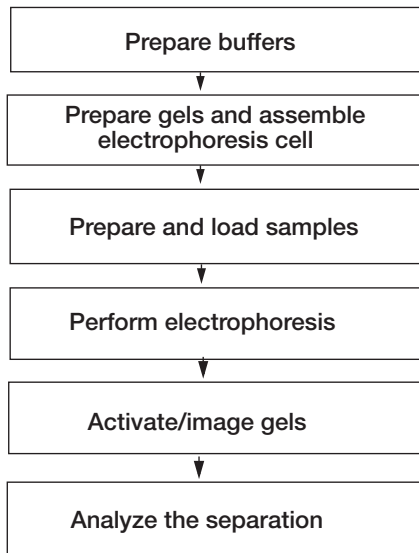 Prepare buffers
Prepare gels and assemble
electrophoresis cell
Prepare and load samples
Perform electrophoresis
Activate/image gels
Analyze the separation